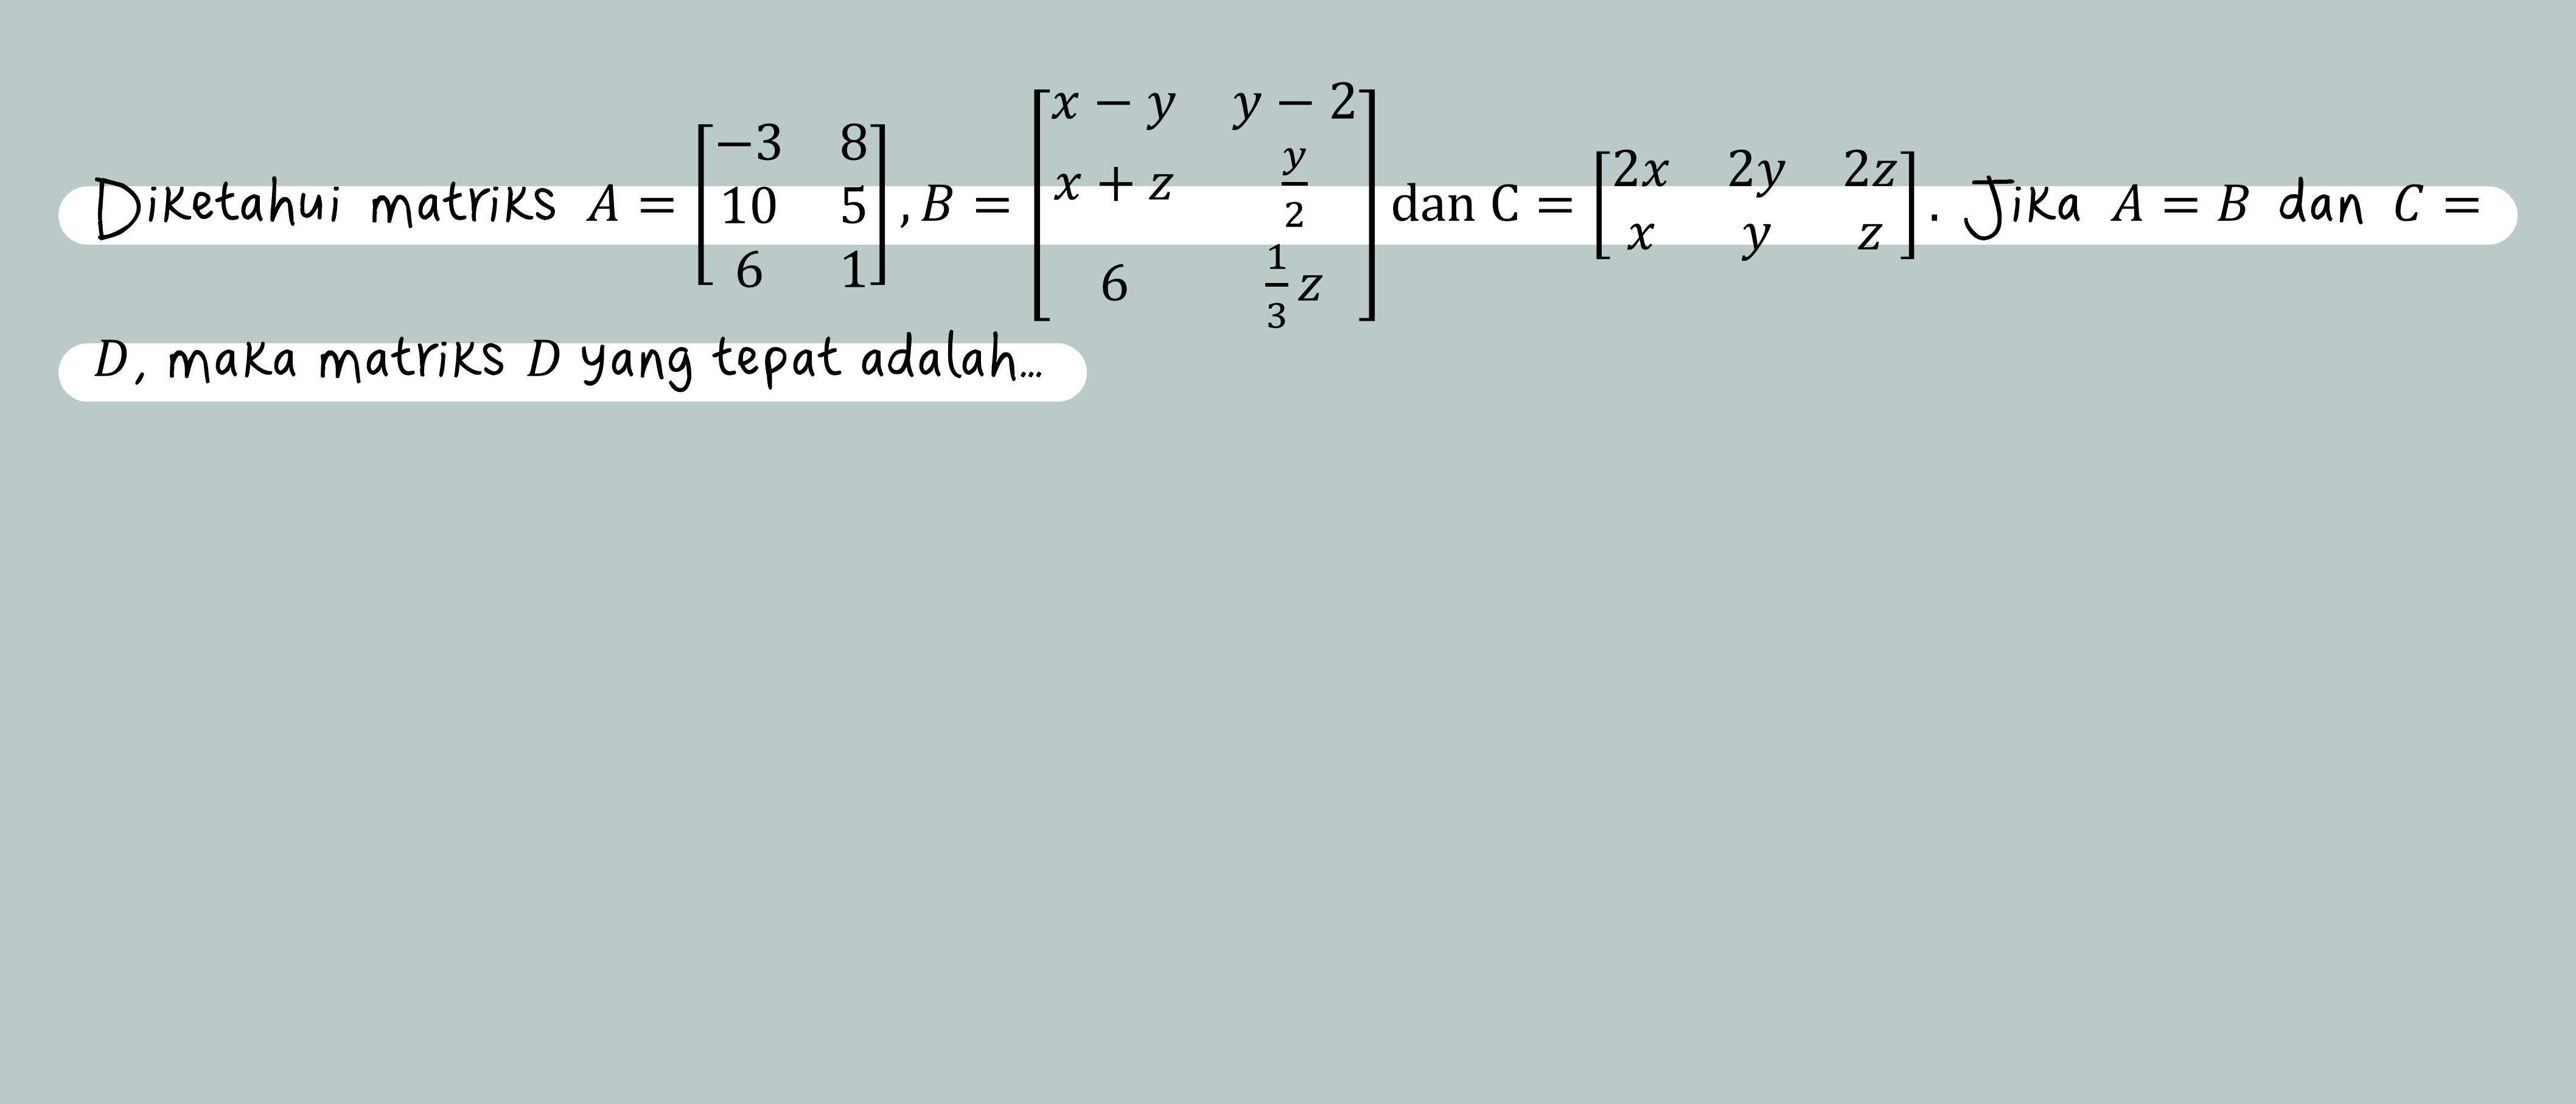 Diketahui matriks $A = \begin{bmatrix} -3 & 8 \\ 10 & 5 \\ 6 & 1 \end{bmatrix}, B = \begin{bmatrix} x - y & y - 2 \\ x + z & \frac{y}{2} \\ 6 & \frac{1}{3}z \end{bmatrix}$ dan C = $\begin{bmatrix} 2x & 2y & 2z \\ x & y & z \end{bmatrix}$. Jika $A = B$ dan $C =$
$D$, maka matriks $D$ yang tepat adalah...